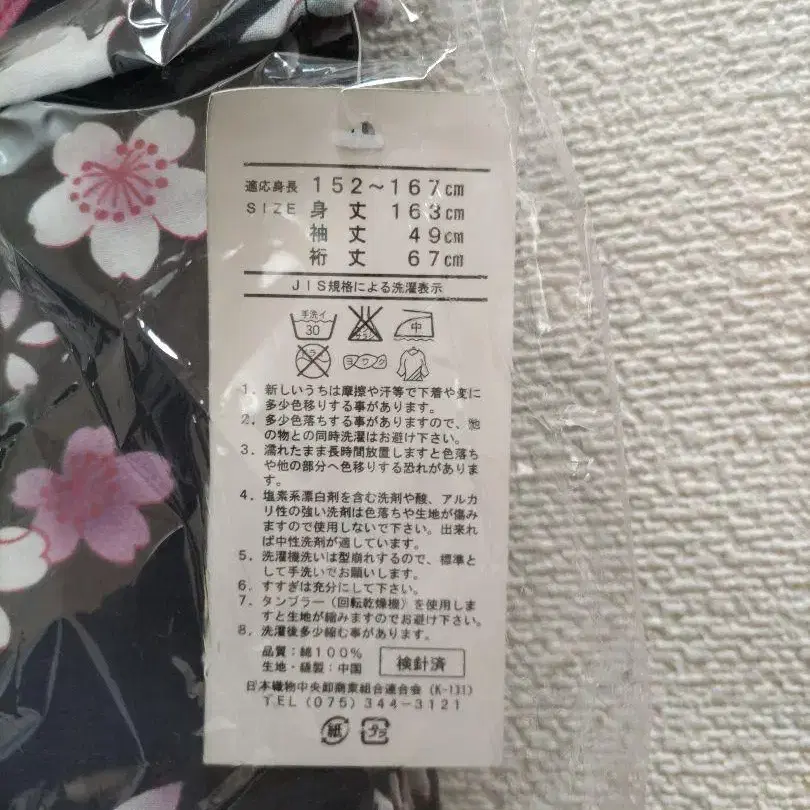 適応身長 152～167cm
SIZE 身丈 163cm
袖丈 49cm
裄丈 67cm
JIS規格による洗濯表示
手洗イ 30 中
ヨワク
1. 新しいうちは摩擦や汗等で下着や変に
多少色移りする事があります。
2. 多少色落ちする事がありますので、他
の物との同時洗濯はお避け下さい。
3. 濡れたまま長時間放置しますと色落ち
や他の部分へ色移りする恐れがありま
す。
4. 塩素系漂白剤を含む洗剤や酸、アルカ
リ性の強い洗剤は色落ちや生地が傷み
ますので使用しないで下さい。出来れ
ば中性洗剤が適しています。
5. 洗濯機洗いは型崩れするので、標準と
して手洗いでお願いします。
6. すすぎは充分にして下さい。
7. タンブラー（回転乾燥機）を使用しま
すと生地が縮みますのでお避け下さい。
8. 洗濯後多少縮む事があります。
品質：綿100%
生地・縫製：中国 検針済
日本織物中央卸商業組合連合会（K-131）
TEL（075）344-3121
紙 プラ